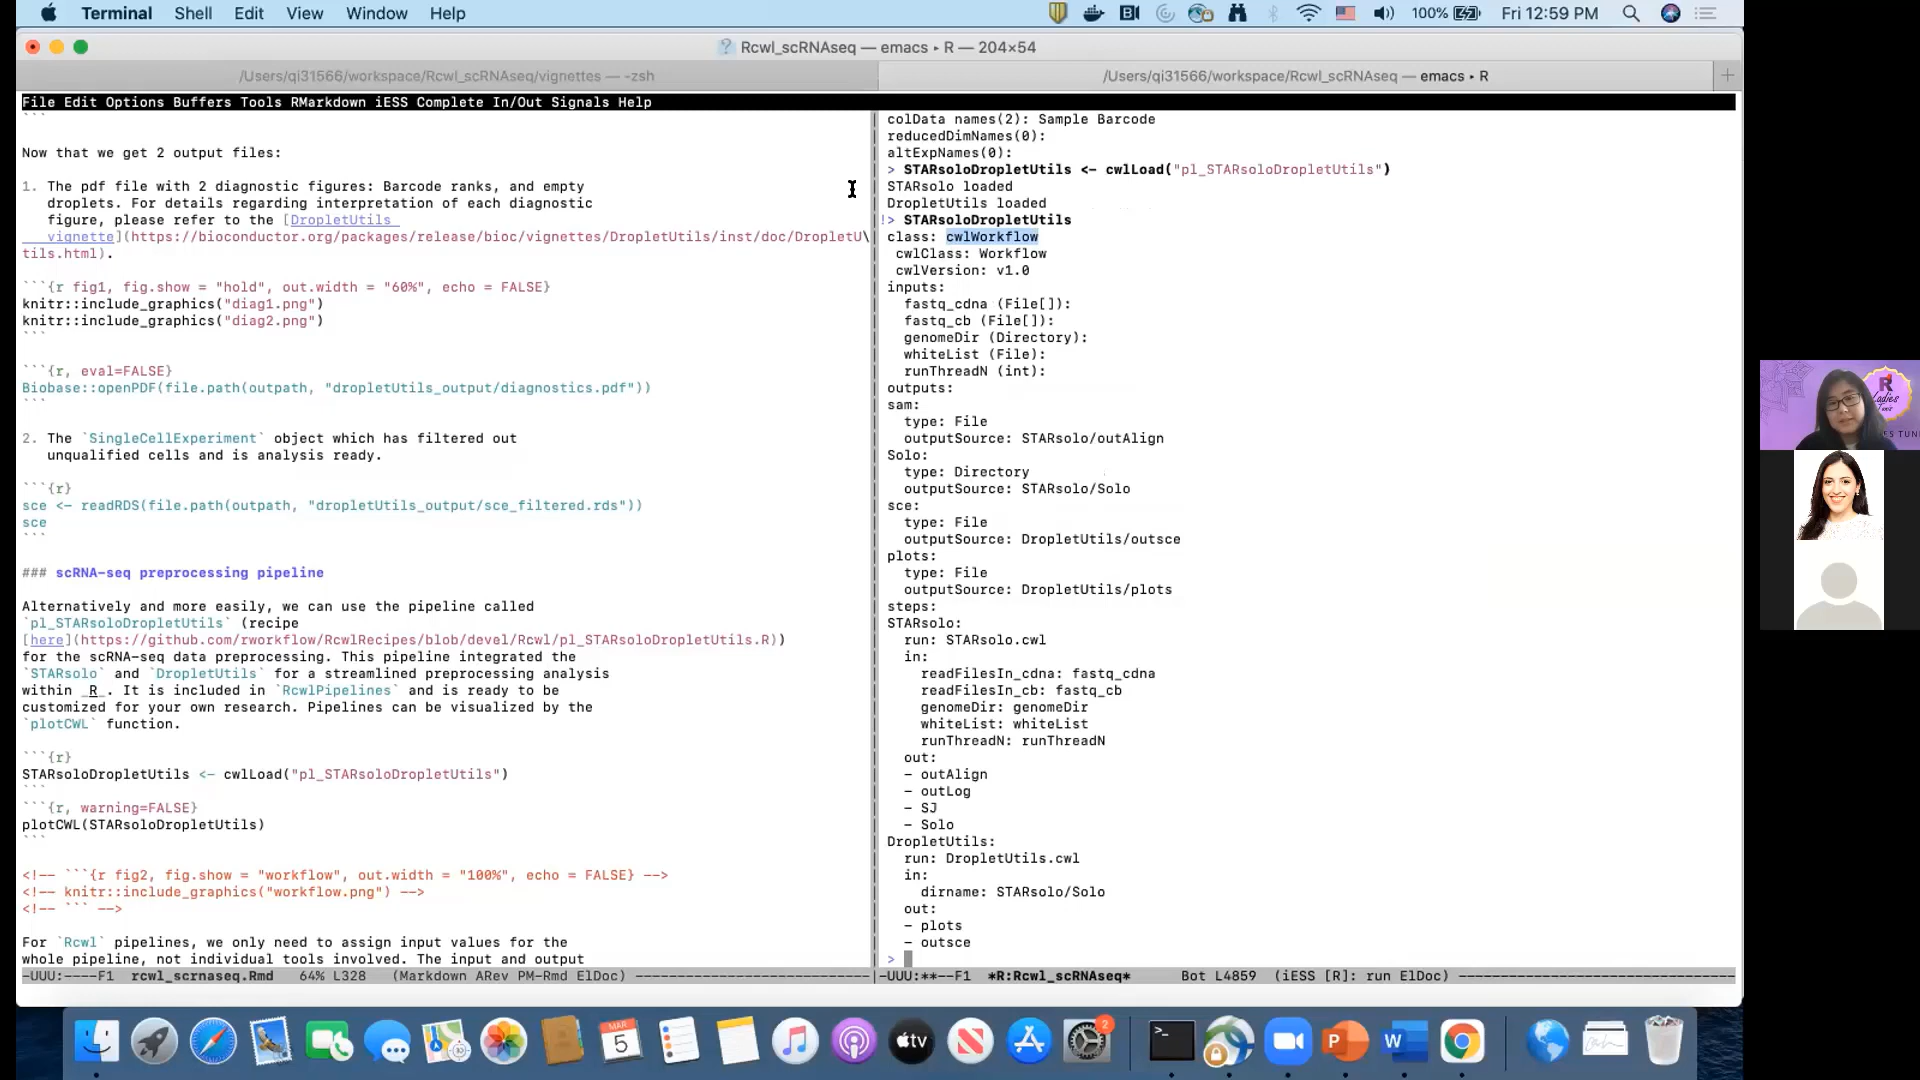 Terminal Shell Edit View Window Help 100% Fri 12:59 PM
Rcwl_scRNAseq — emacs ▸ R — 204×54
/Users/qi31566/workspace/Rcwl_scRNAseq/vignettes — -zsh
/Users/qi31566/workspace/Rcwl_scRNAseq — emacs ▸ R
File Edit Options Buffers Tools RMarkdown iESS Complete In/Out Signals Help
```
Now that we get 2 output files:
1. The pdf file with 2 diagnostic figures: Barcode ranks, and empty
droplets. For details regarding interpretation of each diagnostic
figure, please refer to the [DropletUtils
vignette](https://bioconductor.org/packages/release/bioc/vignettes/DropletUtils/inst/doc/DropletU\
tils.html).
```{r fig1, fig.show = "hold", out.width = "60%", echo = FALSE}
knitr::include_graphics("diag1.png")
knitr::include_graphics("diag2.png")
```
```{r, eval=FALSE}
Biobase::openPDF(file.path(outpath, "dropletUtils_output/diagnostics.pdf"))
```
2. The `SingleCellExperiment` object which has filtered out
unqualified cells and is analysis ready.
```{r}
sce <- readRDS(file.path(outpath, "dropletUtils_output/sce_filtered.rds"))
sce
```
### scRNA-seq preprocessing pipeline
Alternatively and more easily, we can use the pipeline called
`pl_STARsoloDropletUtils` (recipe
[here](https://github.com/rworkflow/RcwlRecipes/blob/devel/Rcwl/pl_STARsoloDropletUtils.R))
for the scRNA-seq data preprocessing. This pipeline integrated the
`STARsolo` and `DropletUtils` for a streamlined preprocessing analysis
within _R_. It is included in `RcwlPipelines` and is ready to be
customized for your own research. Pipelines can be visualized by the
`plotCWL` function.
```{r}
STARsoloDropletUtils <- cwlLoad("pl_STARsoloDropletUtils")
```
```{r, warning=FALSE}
plotCWL(STARsoloDropletUtils)
```
<!-- ```{r fig2, fig.show = "workflow", out.width = "100%", echo = FALSE} -->
<!-- knitr::include_graphics("workflow.png") -->
<!-- ``` -->
For `Rcwl` pipelines, we only need to assign input values for the
whole pipeline, not individual tools involved. The input and output
-UUU:----F1 rcwl_scrnaseq.Rmd 64% L328 (Markdown ARev PM-Rmd ElDoc)
colData names(2): Sample Barcode
reducedDimNames(0):
altExpNames(0):
> STARsoloDropletUtils <- cwlLoad("pl_STARsoloDropletUtils")
STARsolo loaded
DropletUtils loaded
!> STARsoloDropletUtils
class: cwlWorkflow
cwlClass: Workflow
cwlVersion: v1.0
inputs:
fastq_cdna (File[]):
fastq_cb (File[]):
genomeDir (Directory):
whiteList (File):
runThreadN (int):
outputs:
sam:
type: File
outputSource: STARsolo/outAlign
Solo:
type: Directory
outputSource: STARsolo/Solo
sce:
type: File
outputSource: DropletUtils/outsce
plots:
type: File
outputSource: DropletUtils/plots
steps:
STARsolo:
run: STARsolo.cwl
in:
readFilesIn_cdna: fastq_cdna
readFilesIn_cb: fastq_cb
genomeDir: genomeDir
whiteList: whiteList
runThreadN: runThreadN
out:
- outAlign
- outLog
- SJ
- Solo
DropletUtils:
run: DropletUtils.cwl
in:
dirname: STARsolo/Solo
out:
- plots
- outsce
>
-UUU:**--F1 *R:Rcwl_scRNAseq* Bot L4859 (iESS [R]: run ElDoc)
R
Ladies
Tunis
ES TUNI
MAR
5
tv
2
>_
P
W